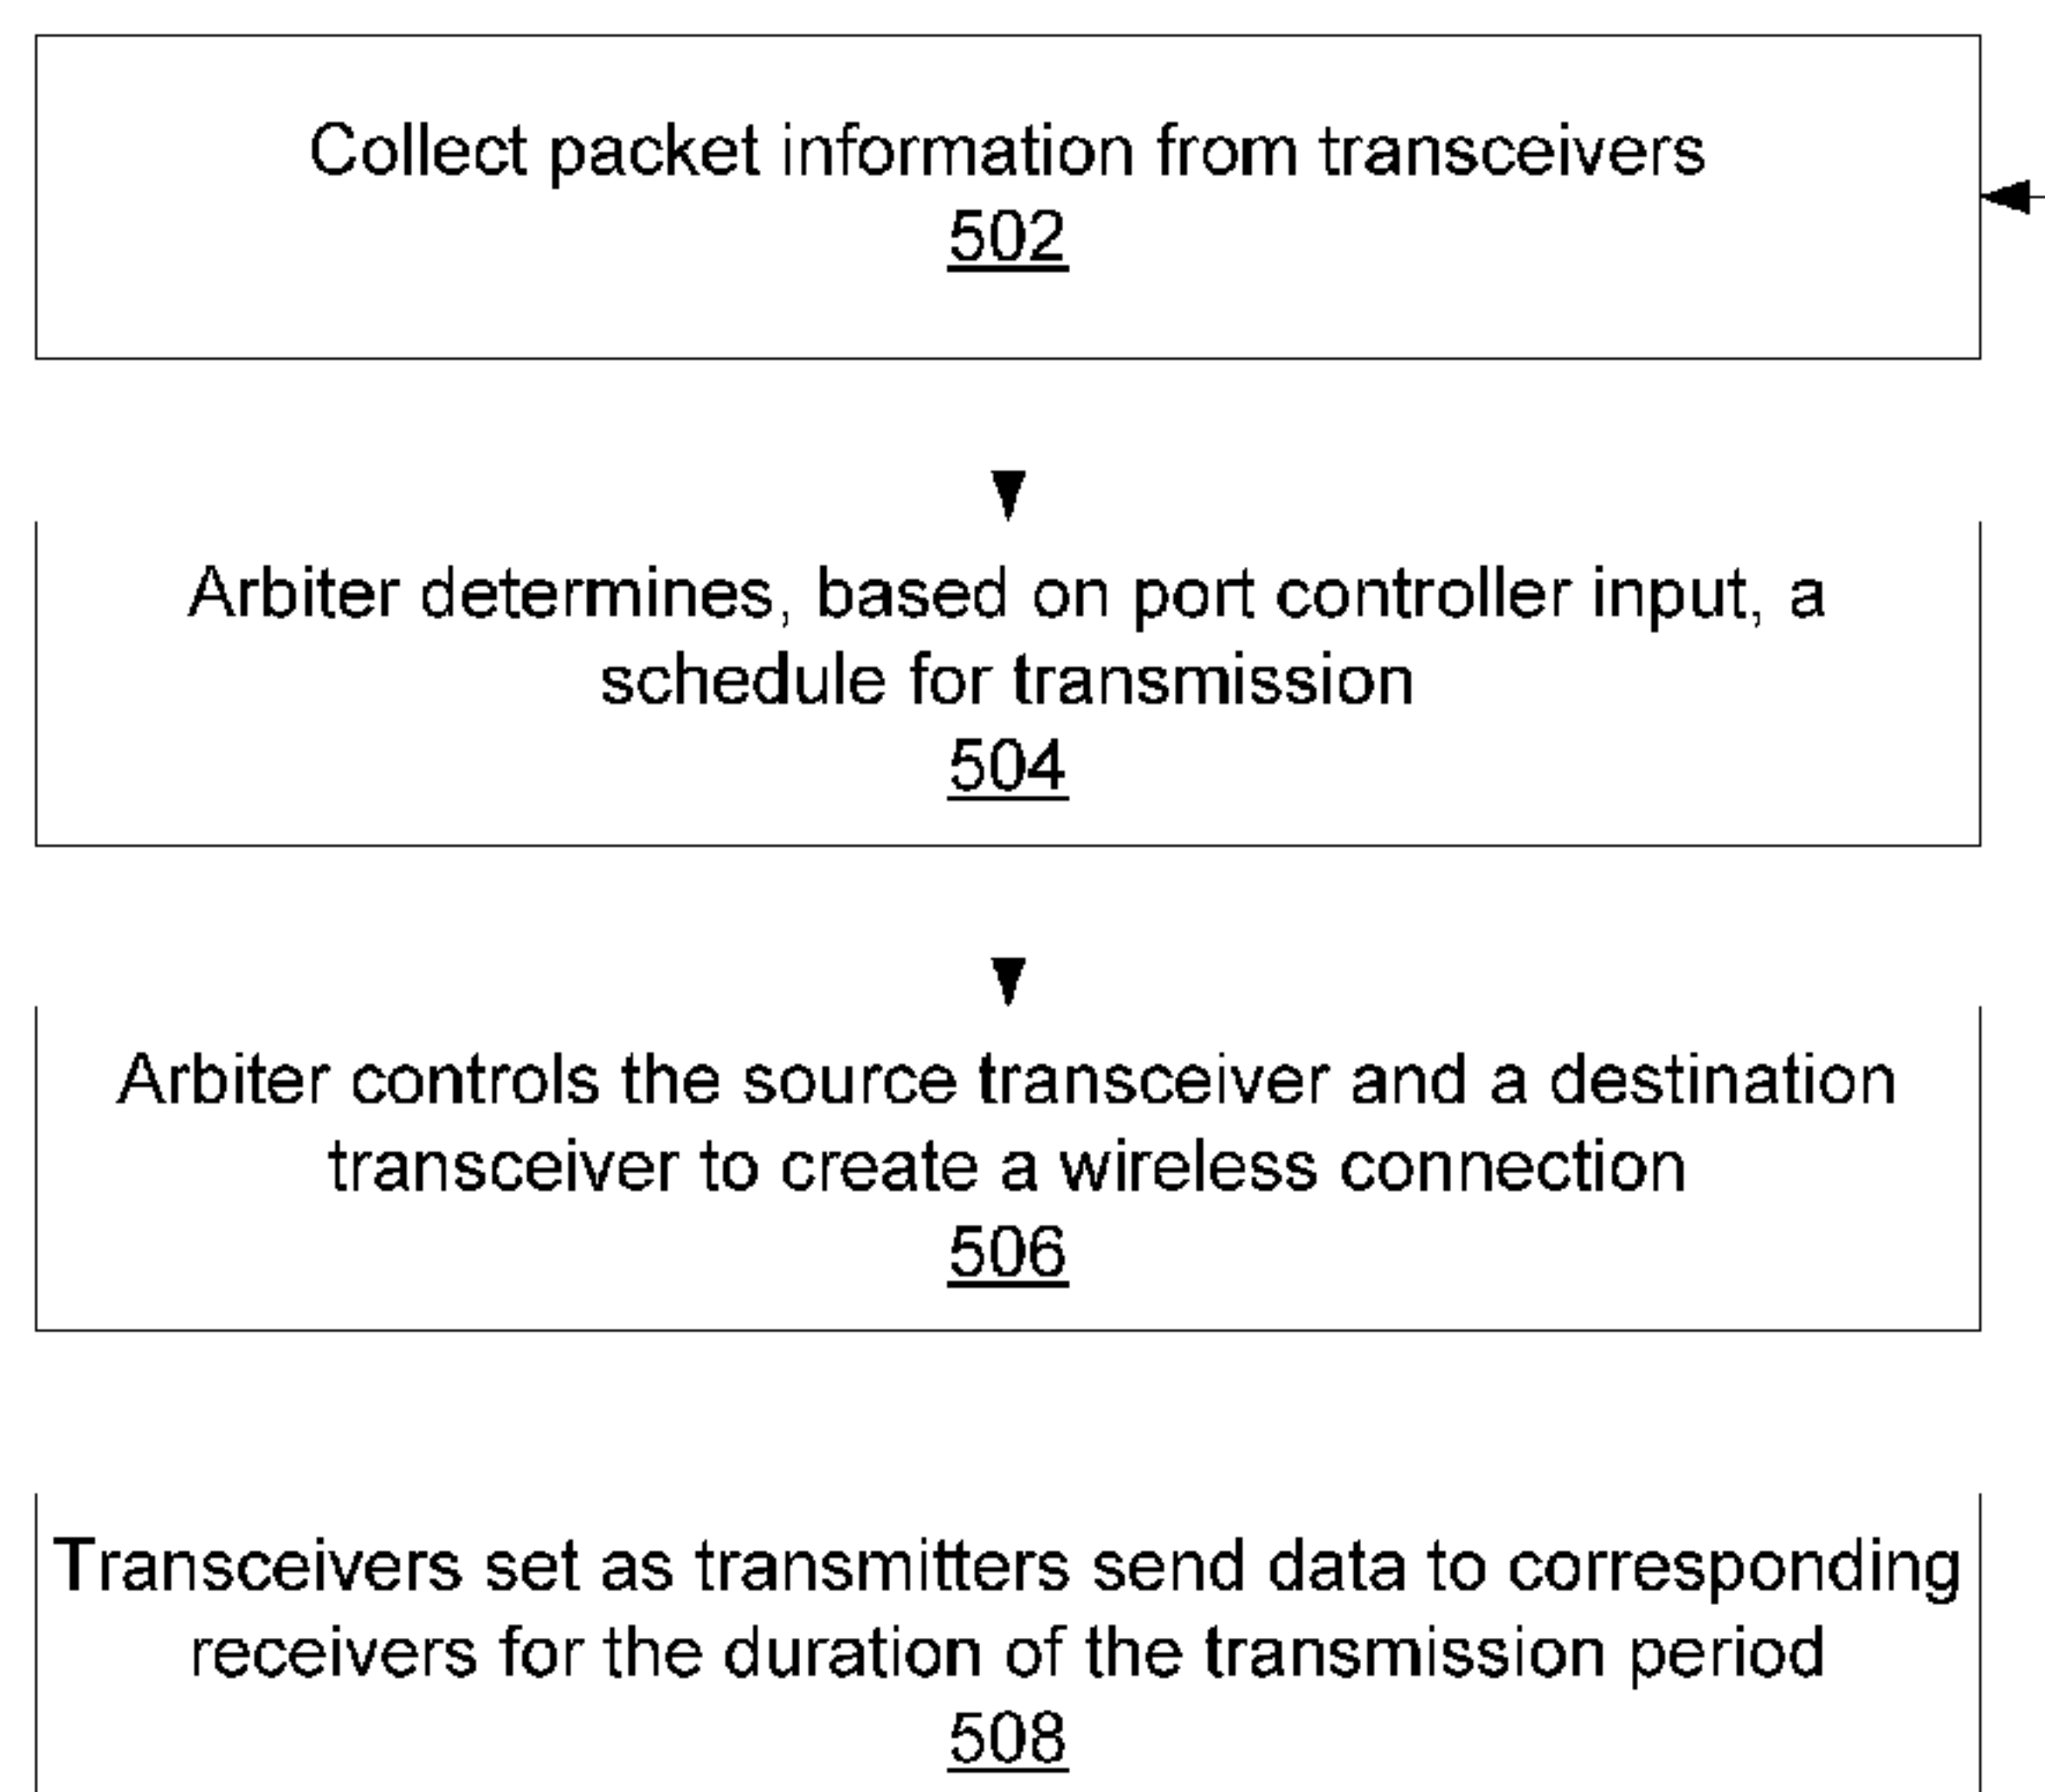 Collect packet information from transceivers
502
Arbiter determines, based on port controller input, a
schedule for transmission
504
Arbiter controls the source transceiver and a destination
transceiver to create a wireless connection
506
Transceivers set as transmitters send data to corresponding
receivers for the duration of the transmission period
508